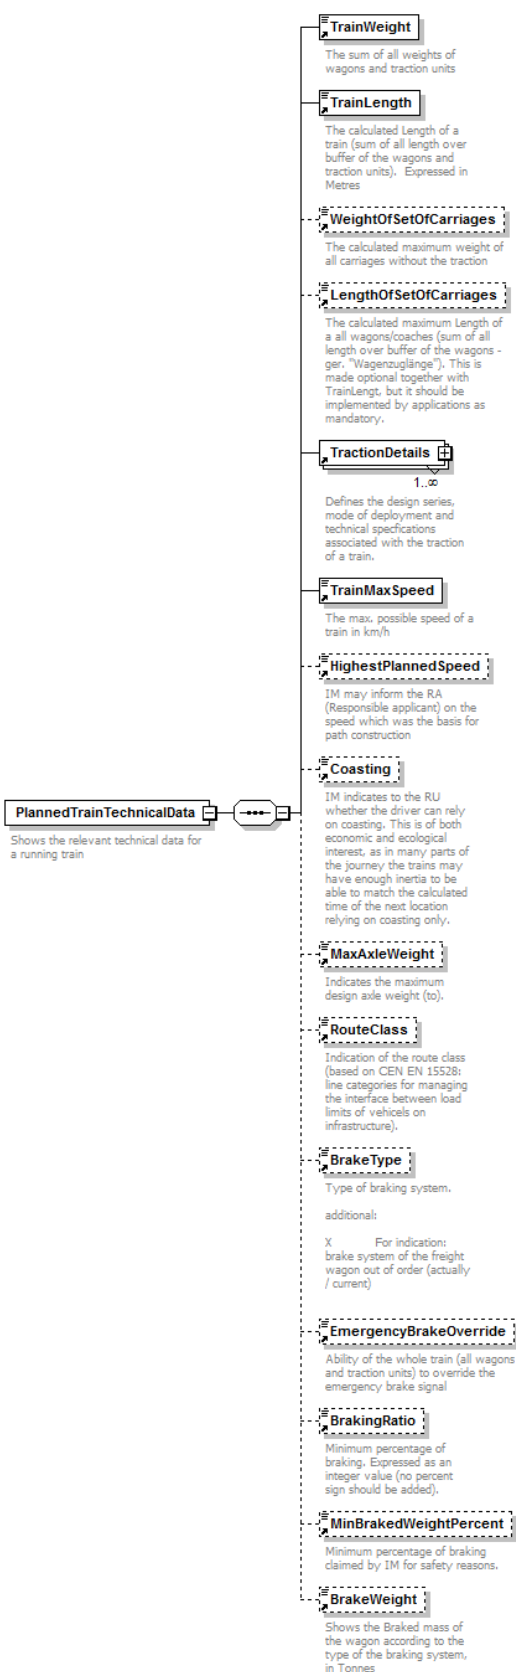 TrainWeight
The sum of all weights of
wagons and traction units
TrainLength
The calculated Length of a
train (sum of all length over
buffer of the wagons and
traction units).  Expressed in
Metres
WeightOfSetOfCarriages
The calculated maximum weight of
all carriages without the traction
LengthOfSetOfCarriages
The calculated maximum Length of
a all wagons/coaches (sum of all
length over buffer of the wagons -
ger. "Wagenzuglänge"). This is
made optional together with
TrainLengt, but it should be
implemented by applications as
mandatory.
TractionDetails
1..∞
Defines the design series,
mode of deployment and
technical specfications
associated with the traction
of a train.
TrainMaxSpeed
The max. possible speed of a
train in km/h
HighestPlannedSpeed
IM may inform the RA
(Responsible applicant) on the
speed which was the basis for
path construction
Coasting
IM indicates to the RU
whether the driver can rely
on coasting. This is of both
economic and ecological
interest, as in many parts of
the journey the trains may
have enough inertia to be
able to match the calculated
time of the next location
relying on coasting only.
PlannedTrainTechnicalData
Shows the relevant technical data for
a running train
MaxAxleWeight
Indicates the maximum
design axle weight (to).
RouteClass
Indication of the route class
(based on CEN EN 15528:
line categories for managing
the interface between load
limits of vehicels on
infrastructure).
BrakeType
Type of braking system.
additional:
X For indication:
brake system of the freight
wagon out of order (actually
/ current)
EmergencyBrakeOverride
Ability of the whole train (all wagons
and traction units) to override the
emergency brake signal
BrakingRatio
Minimum percentage of
braking. Expressed as an
integer value (no percent
sign should be added).
MinBrakedWeightPercent
Minimum percentage of braking
claimed by IM for safety reasons.
BrakeWeight
Shows the Braked mass of
the wagon according to the
type of the braking system,
in Tonnes